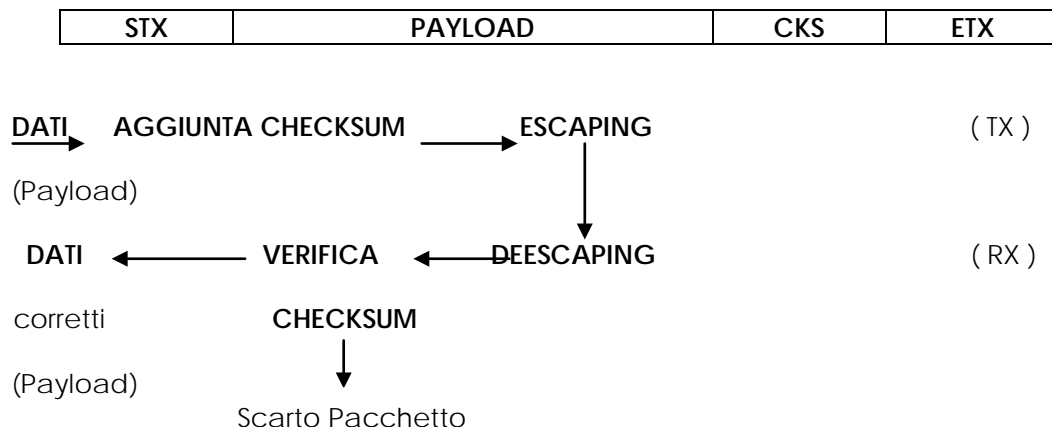 STX PAYLOAD CKS ETX
DATI AGGIUNTA CHECKSUM ESCAPING ( TX )
(Payload)
DATI VERIFICA DEESCAPING ( RX )
corretti CHECKSUM
(Payload)
Scarto Pacchetto